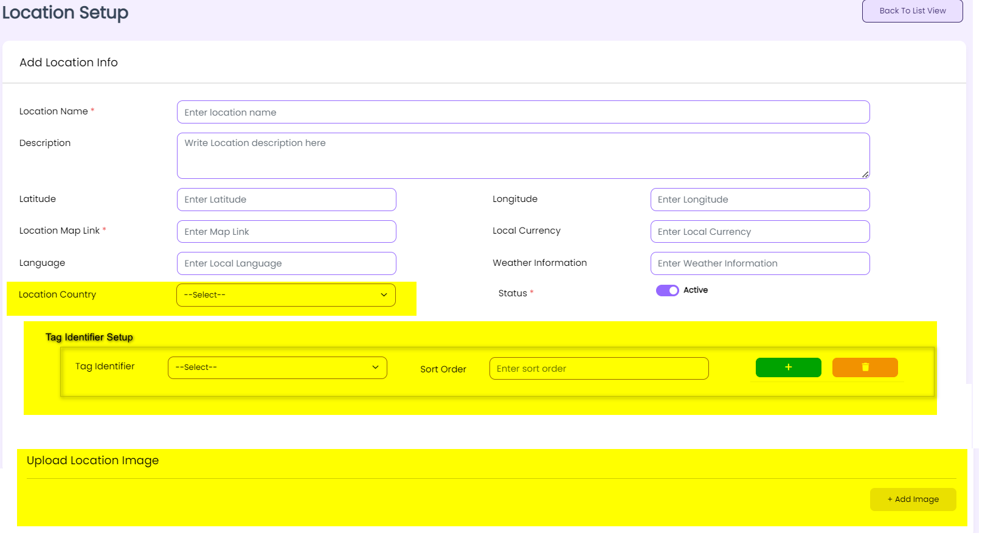 Location Setup
Back To List View
Add Location Info
Location Name *
Enter location name
Description
Write Location description here
Latitude
Enter Latitude
Longitude
Enter Longitude
Location Map Link *
Enter Map Link
Local Currency
Enter Local Currency
Language
Enter Local Language
Weather Information
Enter Weather Information
Location Country
--Select--
Status *
Active
Tag Identifier Setup
Tag Identifier
--Select--
Sort Order
Enter sort order
+
Upload Location Image
+ Add Image